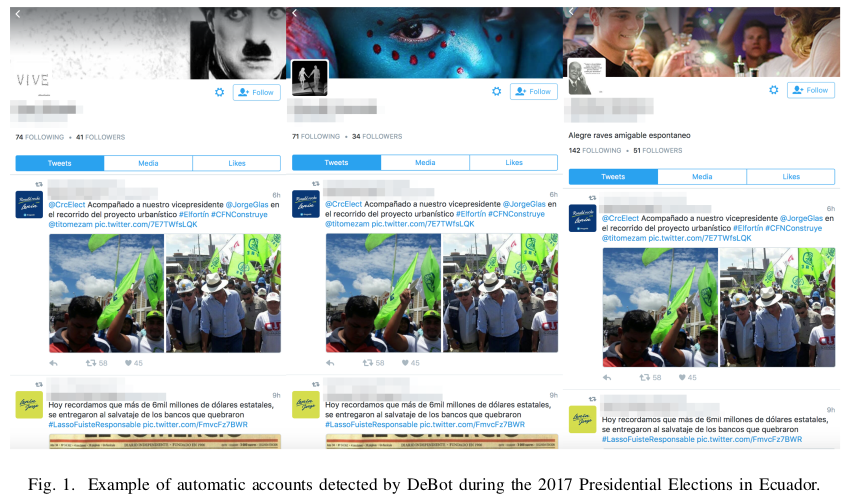 VIVE
Follow
74 FOLLOWING • 41 FOLLOWERS
Tweets Media Likes
6h
@CrcElect Acompañado a nuestro vicepresidente @JorgeGlas en
el recorrido del proyecto urbanístico #Elfortín #CFNConstruye
@titomezam pic.twitter.com/7E7TWfsLQK
58 45
9h
Hoy recordamos que más de 6mil millones de dólares estatales,
se entregaron al salvataje de los bancos que quebraron
#LassoFuisteResponsable pic.twitter.com/FmvcFz7BWR
EL COMERCIO
Follow
71 FOLLOWING • 34 FOLLOWERS
Tweets Media Likes
6h
@CrcElect Acompañado a nuestro vicepresidente @JorgeGlas en
el recorrido del proyecto urbanístico #Elfortín #CFNConstruye
@titomezam pic.twitter.com/7E7TWfsLQK
58 45
9h
Hoy recordamos que más de 6mil millones de dólares estatales,
se entregaron al salvataje de los bancos que quebraron
#LassoFuisteResponsable pic.twitter.com/FmvcFz7BWR
EL COMERCIO
Follow
Alegre raves amigable espontaneo
142 FOLLOWING • 51 FOLLOWERS
Tweets Media Likes
6h
@CrcElect Acompañado a nuestro vicepresidente @JorgeGlas en
el recorrido del proyecto urbanístico #Elfortín #CFNConstruye
@titomezam pic.twitter.com/7E7TWfsLQK
58 45
9h
Hoy recordamos que más de 6mil millones de dólares estatales,
se entregaron al salvataje de los bancos que quebraron
#LassoFuisteResponsable pic.twitter.com/FmvcFz7BWR
Fig. 1. Example of automatic accounts detected by DeBot during the 2017 Presidential Elections in Ecuador.